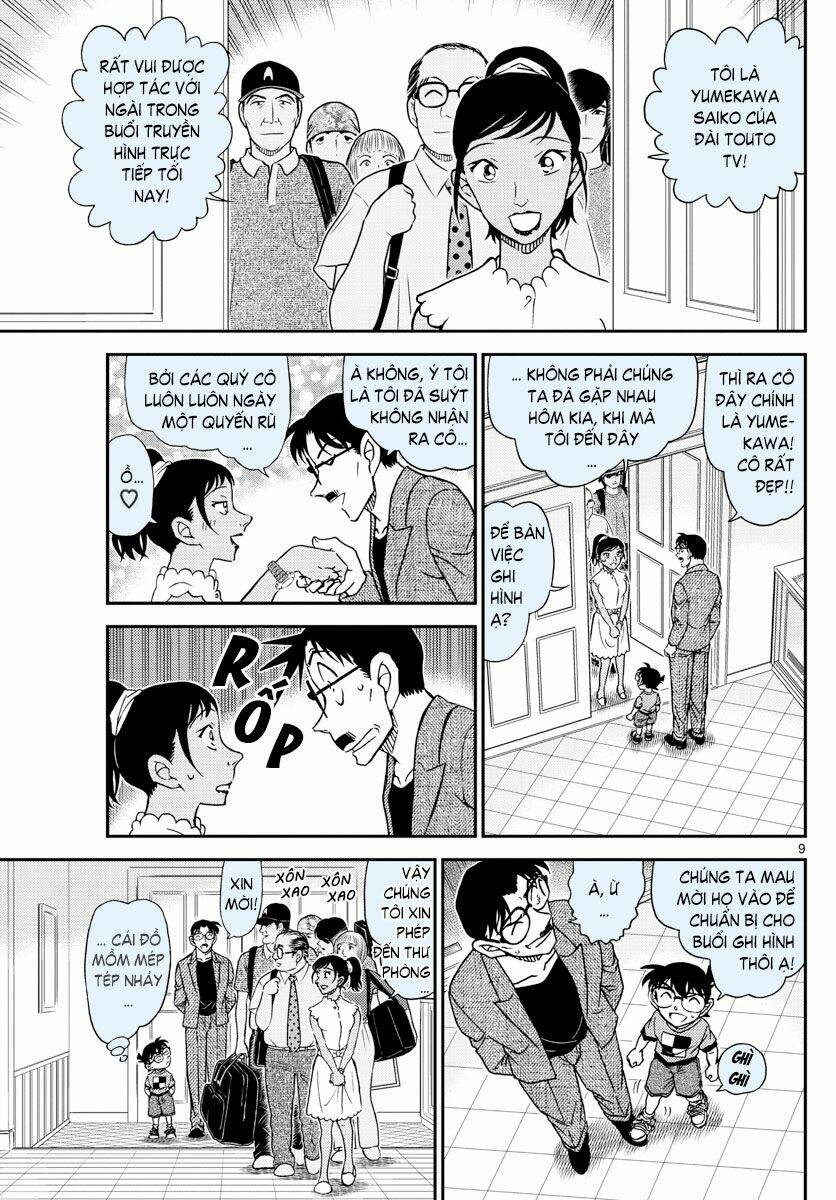 TÔI LÀ
YUMEKAWA
SAIKO CỦA
ĐÀI TOUTO
TV!
RẤT VUI ĐƯỢC
HỢP TÁC VỚI
NGÀI TRONG
BUỔI TRUYỀN
HÌNH TRỰC
TIẾP TỐI
NAY!
THÌ RA CÔ
ĐÂY CHÍNH
LÀ YUME-
KAWA!
CÔ RẤT
ĐẸP!!
... KHÔNG PHẢI CHÚNG
TA ĐÃ GẶP NHAU
HÔM KIA, KHI MÀ
TÔI ĐẾN ĐÂY
...
ĐỂ BÀN
VIỆC
GHI
HÌNH
Ạ?
À KHÔNG, Ý TÔI
LÀ TÔI ĐÃ SUÝT
KHÔNG NHẬN
RA CÔ...
BỞI CÁC QUÝ CÔ
LUÔN LUÔN NGÀY
MỘT QUYẾN RŨ
Ồ...
♡
RỐP
9
CHÚNG TA MAU
MỜI HỌ VÀO ĐỂ
CHUẨN BỊ CHO
BUỔI GHI HÌNH
THÔI Ạ!
À, Ừ
...
GHÌ
GHÌ
VẬY
CHÚNG
TÔI XIN
PHÉP
ĐẾN THƯ
PHÒNG...
XÔN
XAO
XÔN
XAO
XIN
MỜI!
... CÁI ĐỒ
MỒM MÉP
TÉP NHẢY
...